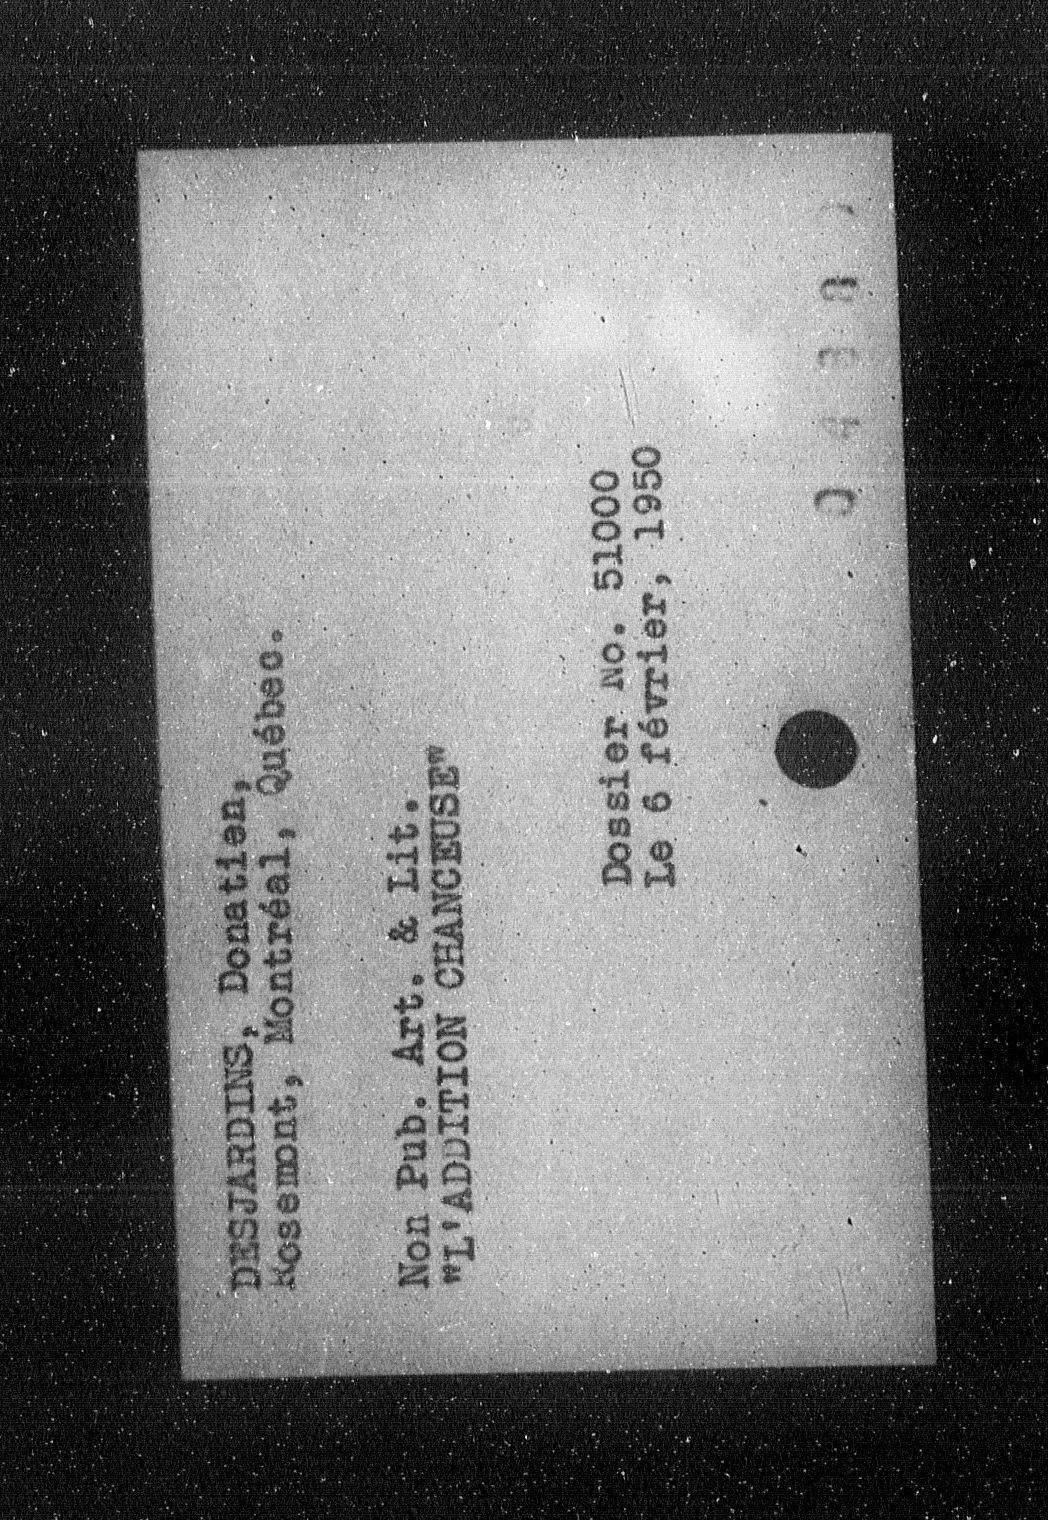 DESJARDINS, Donatien,
Rosemont, Montréal, Québec.
Non Pub. Art. & Lit.
"L'ADDITION CHANCEUSE"
Dossier No. 51000
Le 6 février, 1950